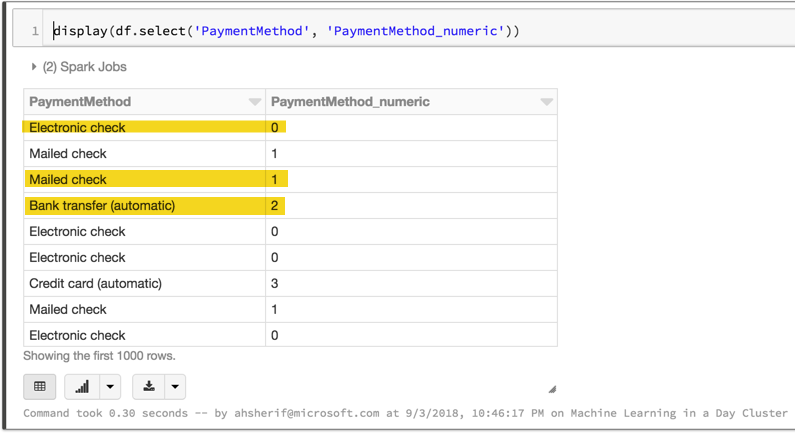 1 display(df.select('PaymentMethod', 'PaymentMethod_numeric'))
(2) Spark Jobs
PaymentMethod PaymentMethod_numeric
Electronic check 0
Mailed check 1
Mailed check 1
Bank transfer (automatic) 2
Electronic check 0
Electronic check 0
Credit card (automatic) 3
Mailed check 1
Electronic check 0
Showing the first 1000 rows.
Command took 0.30 seconds -- by ahsherif@microsoft.com at 9/3/2018, 10:46:17 PM on Machine Learning in a Day Cluster